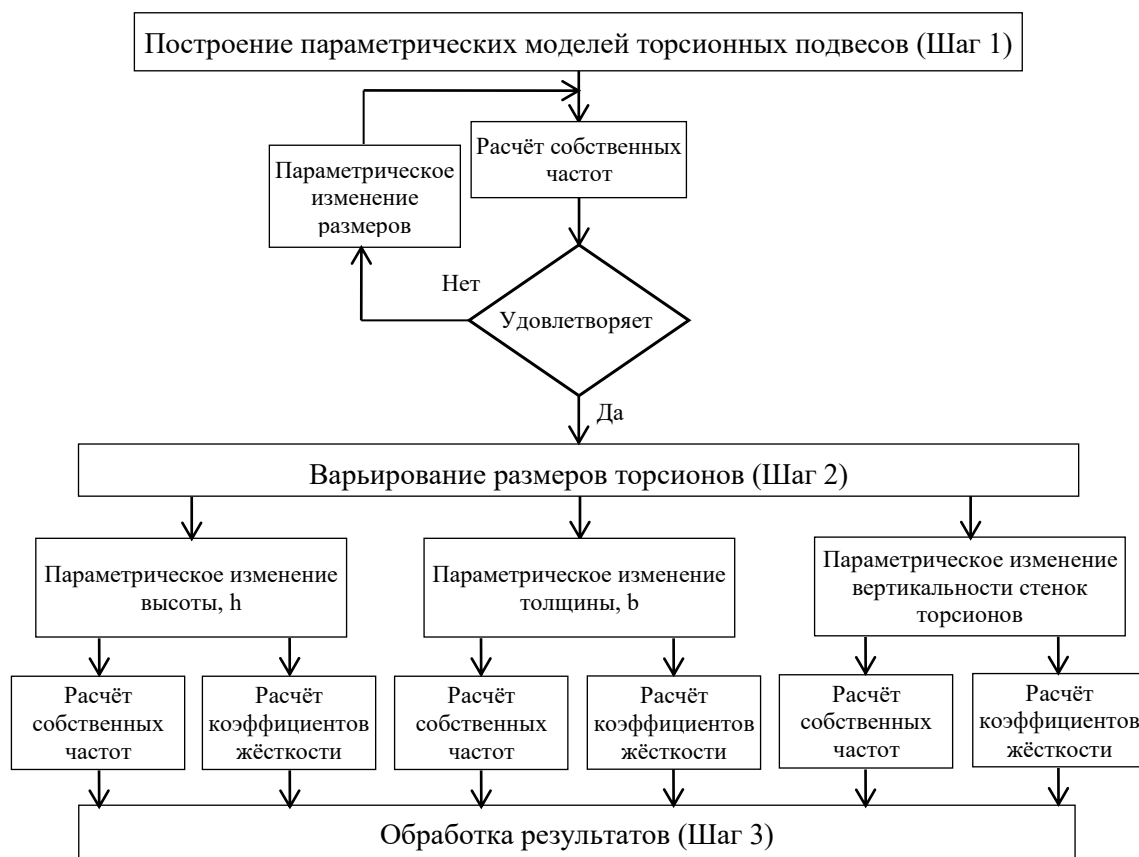 Построение параметрических моделей торсионных подвесов (Шаг 1)
Расчёт собственных
частот
Параметрическое
изменение
размеров
Нет
Удовлетворяет
Да
Варьирование размеров торсионов (Шаг 2)
Параметрическое изменение
высоты, h
Параметрическое изменение
толщины, b
Параметрическое изменение
вертикальности стенок
торсионов
Расчёт
собственных
частот
Расчёт
коэффициентов
жёсткости
Расчёт
собственных
частот
Расчёт
коэффициентов
жёсткости
Расчёт
собственных
частот
Расчёт
коэффициентов
жёсткости
Обработка результатов (Шаг 3)